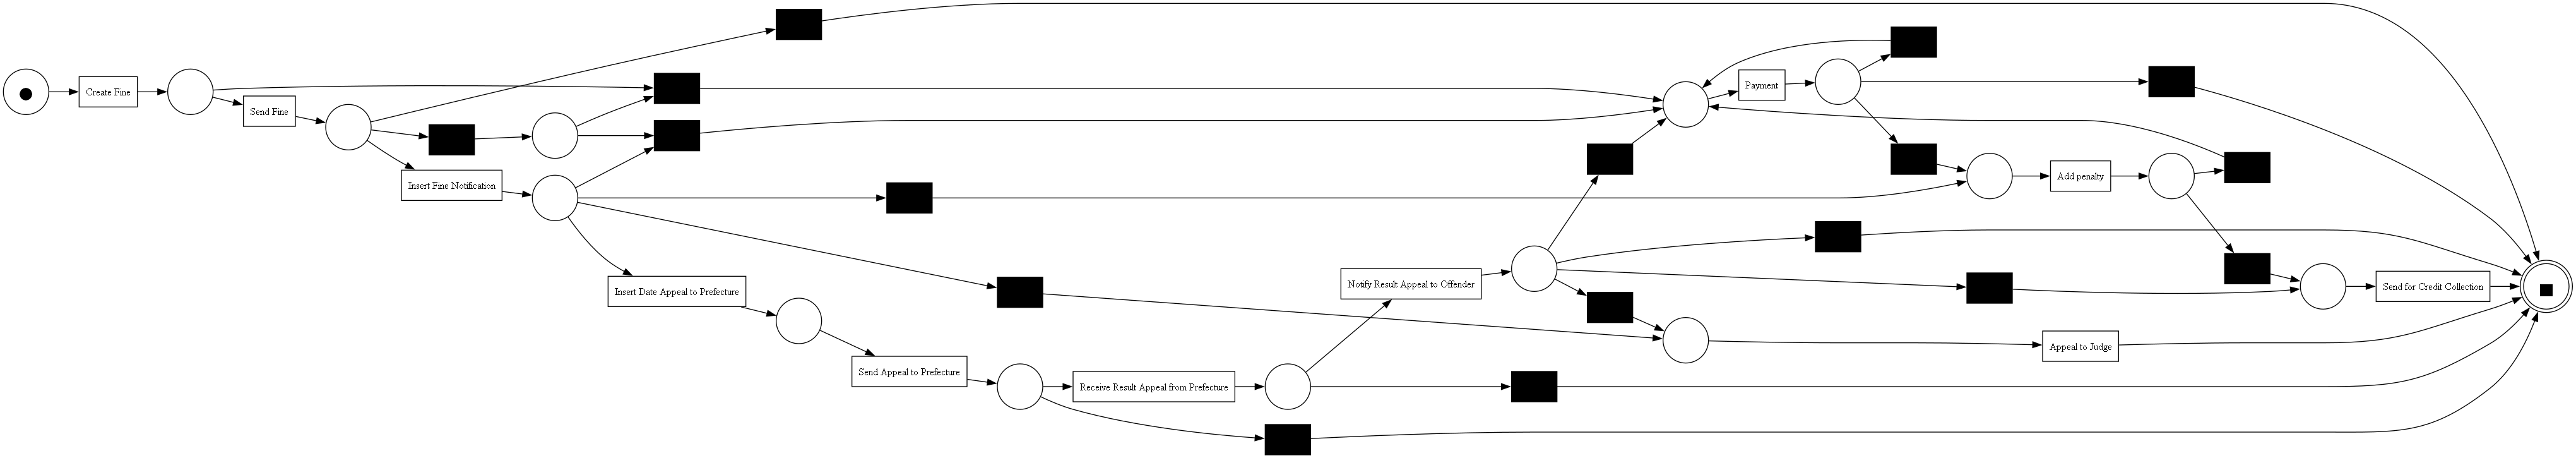 Create Fine
Send Fine
Insert Fine Notification
Insert Date Appeal to Prefecture
Send Appeal to Prefecture
Receive Result Appeal from Prefecture
Notify Result Appeal to Offender
Payment
Add penalty
Appeal to Judge
Send for Credit Collection